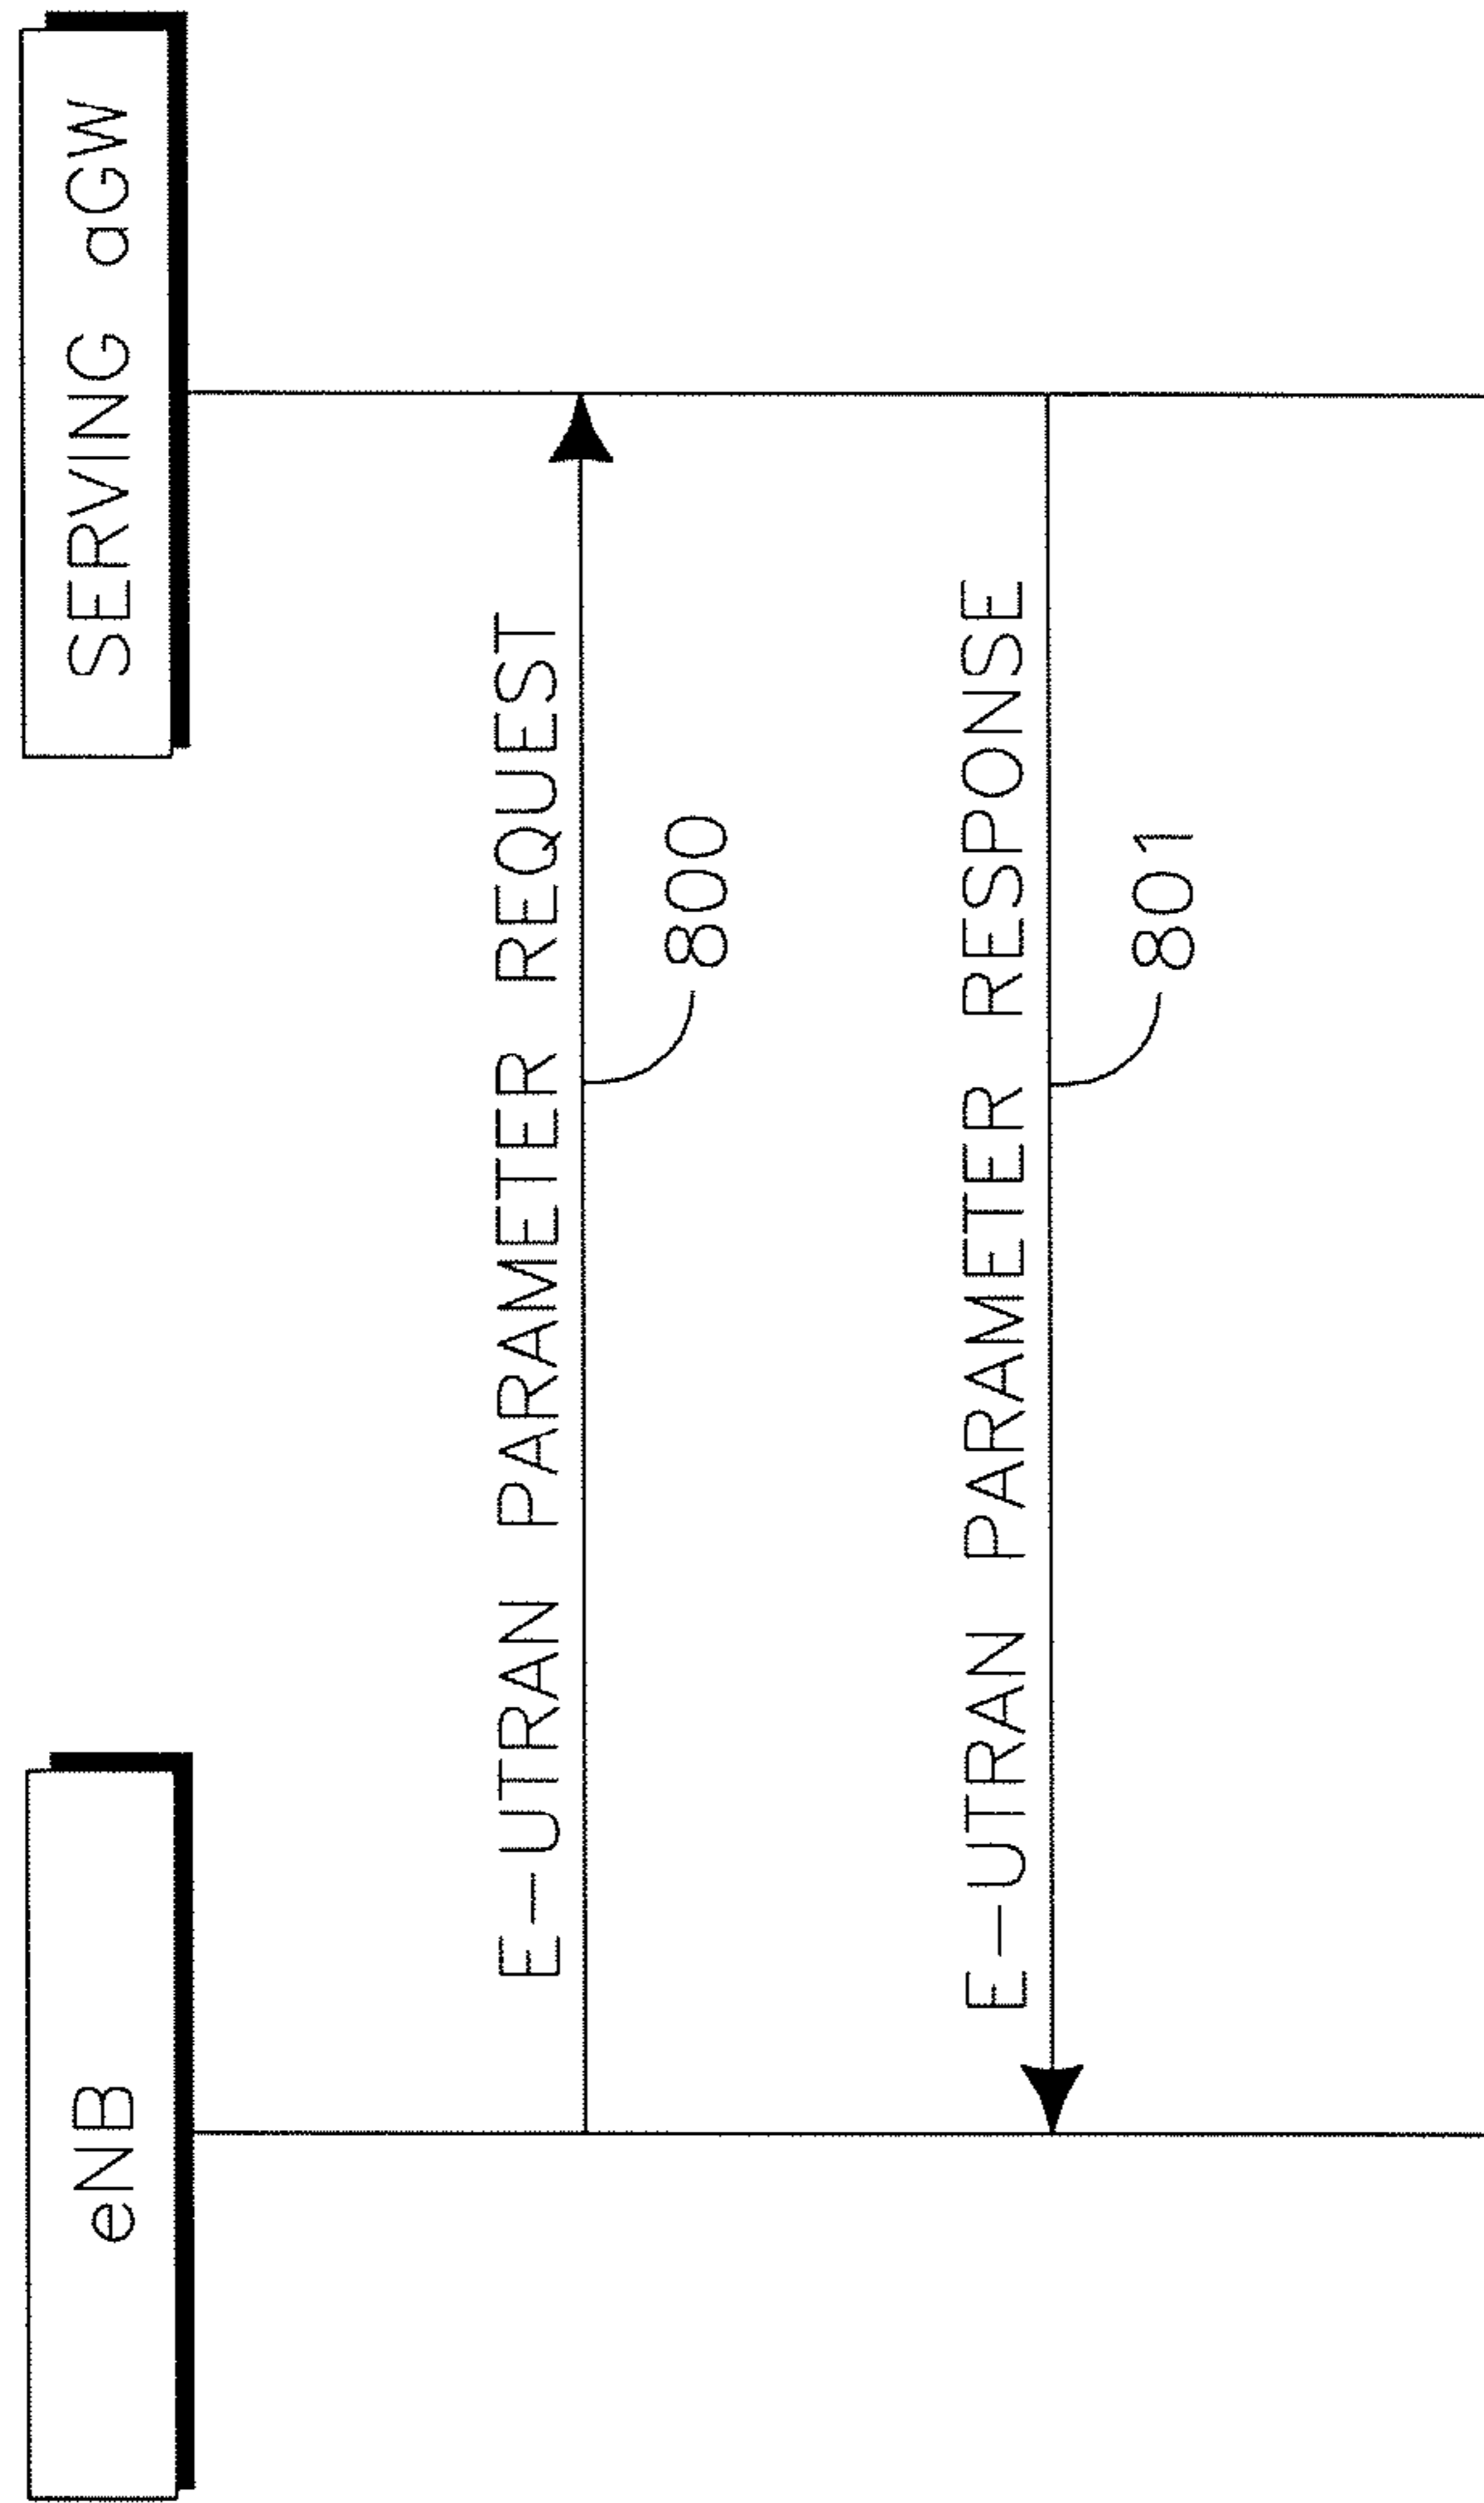 eNB
SERVING aGW
E-UTRAN PARAMETER REQUEST
800
E-UTRAN PARAMETER RESPONSE
801